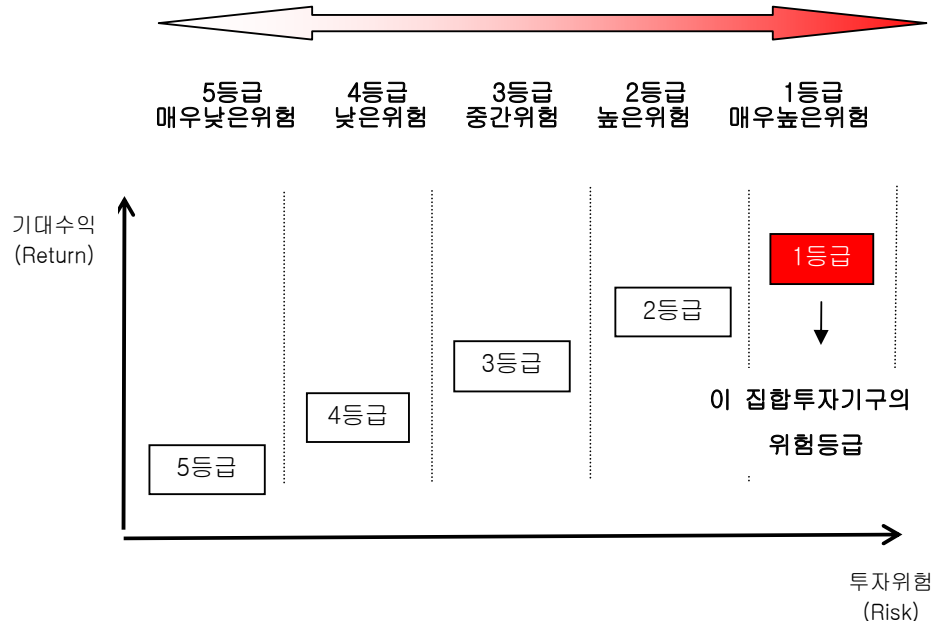 5등급
매우낮은위험
4등급
낮은위험
3등급
중간위험
2등급
높은위험
1등급
매우높은위험
기대수익
(Return)
1등급
2등급
3등급
이 집합투자기구의
위험등급
4등급
5등급
투자위험
(Risk)